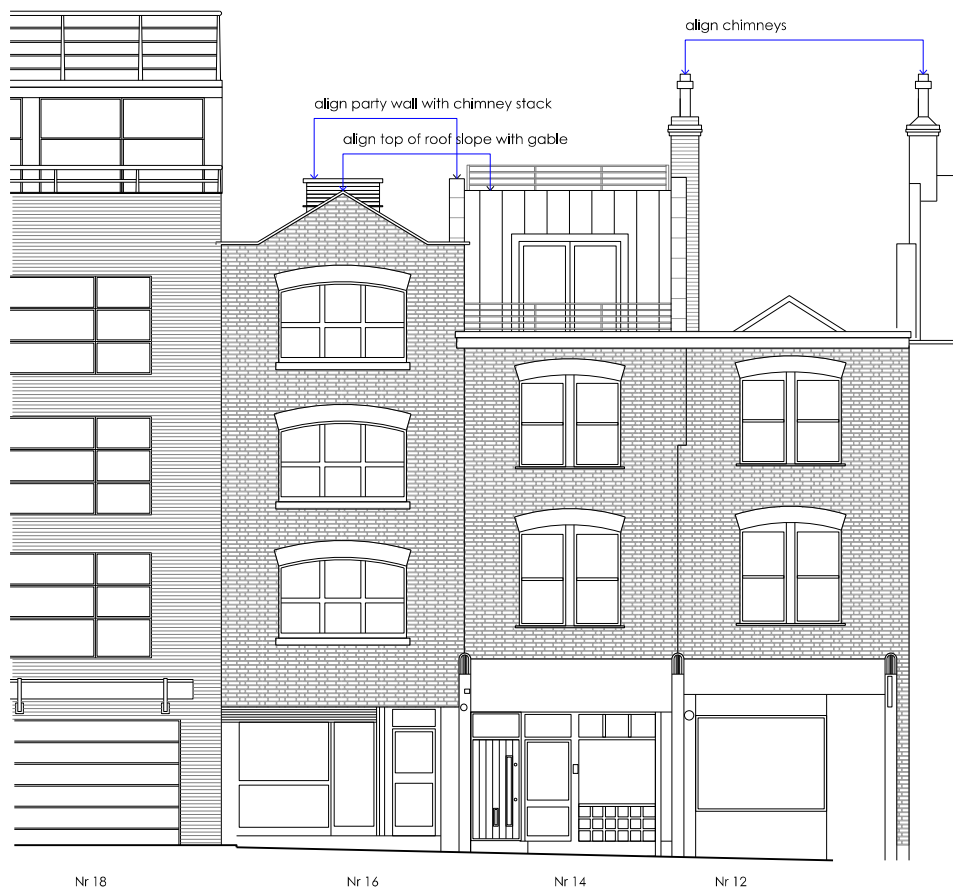 align chimneys
align party wall with chimney stack
align top of roof slope with gable
Nr 18
Nr 16
Nr 14
Nr 12